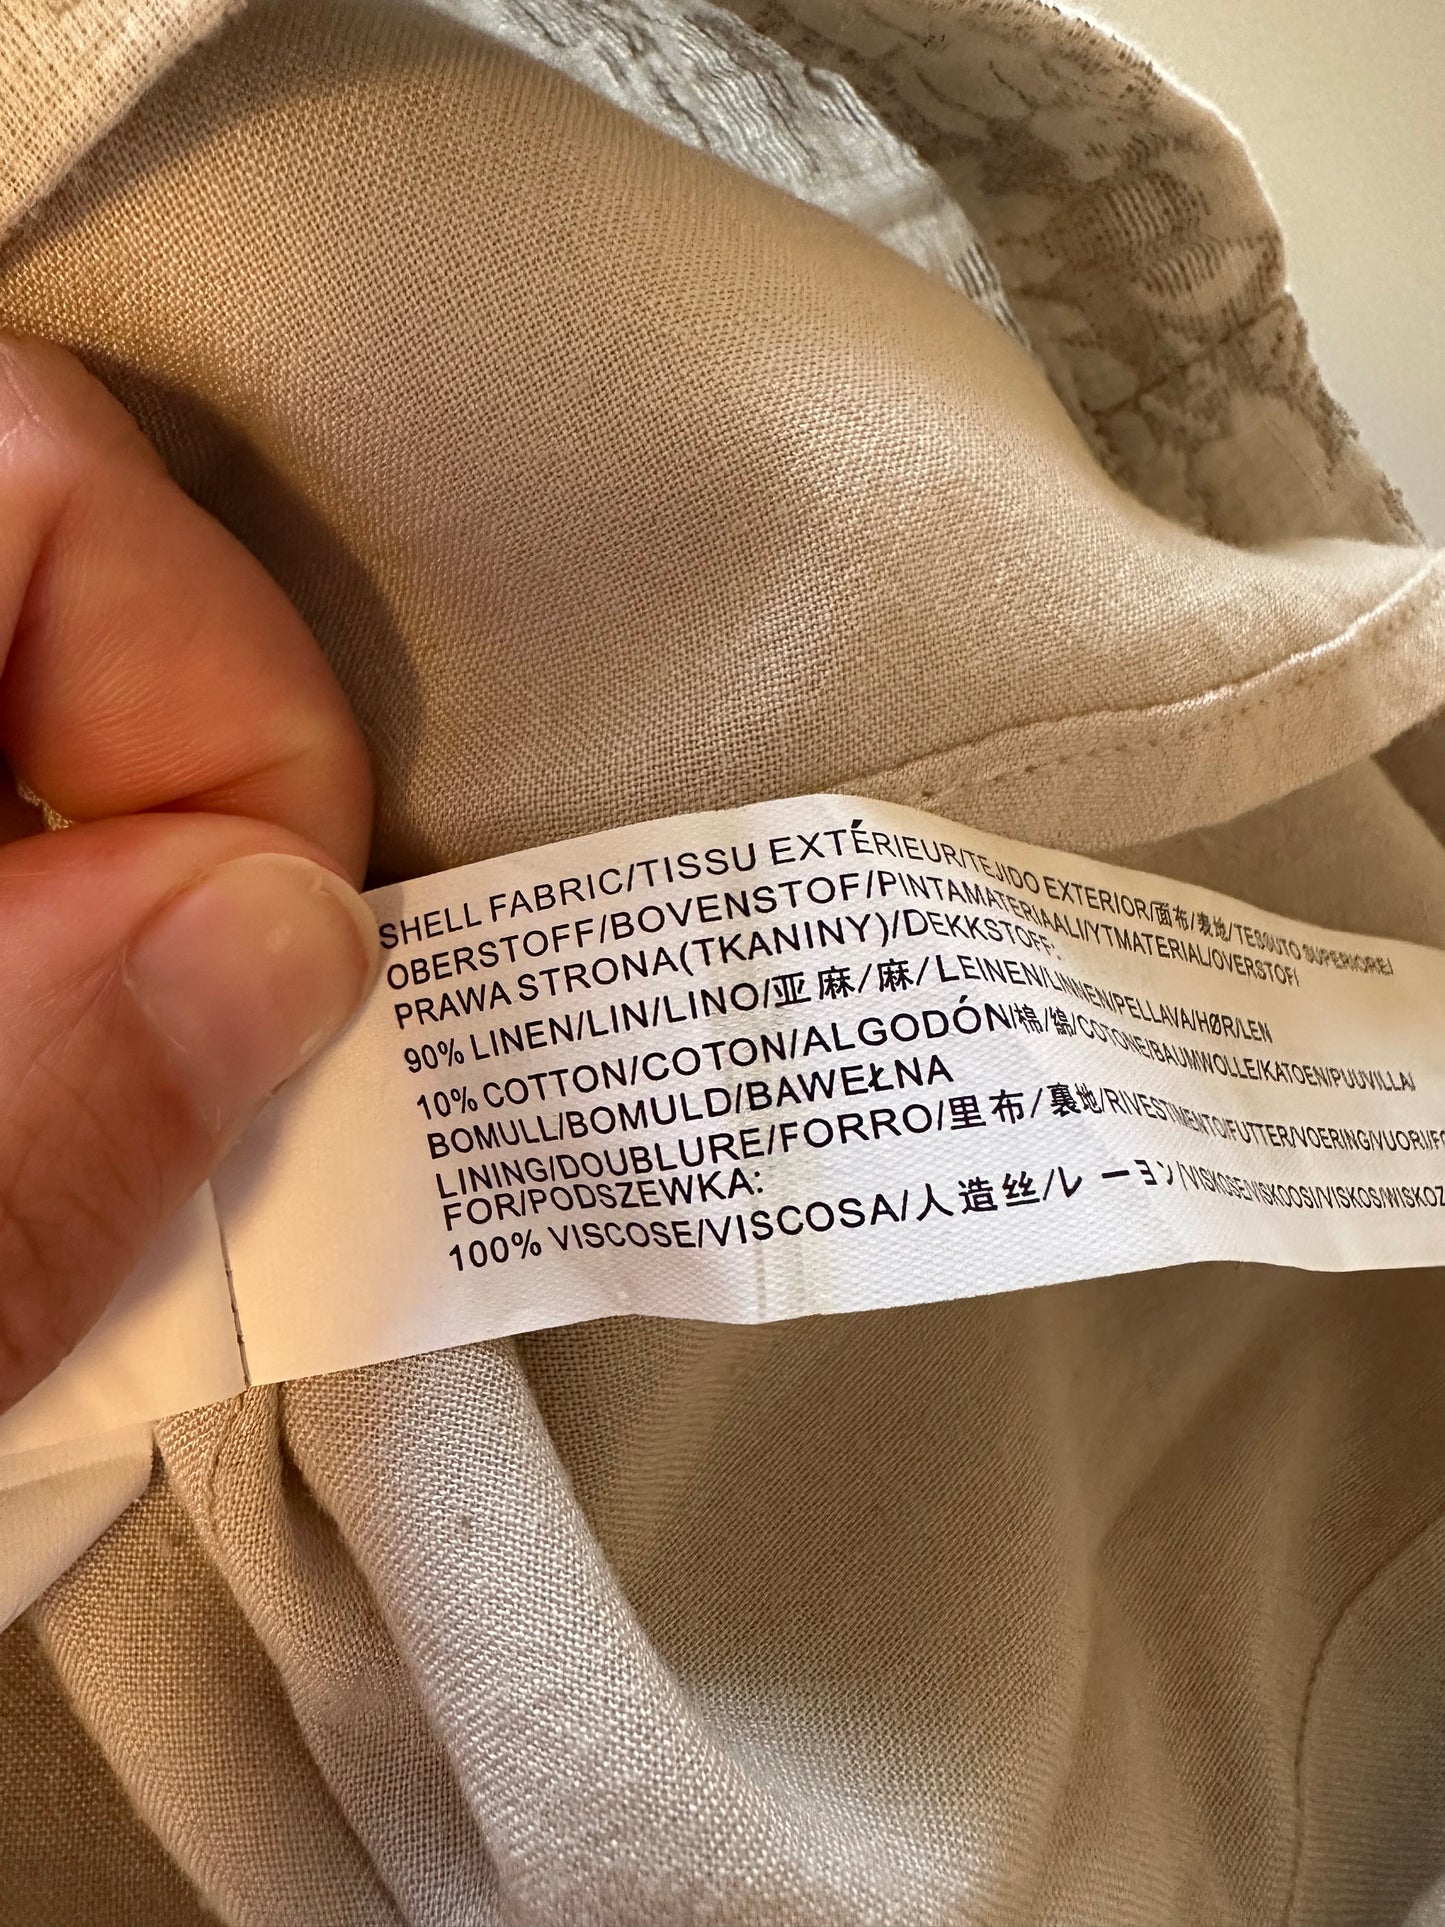 SHELL FABRIC/TISSU EXTÉRIEUR/TEJIDO EXTERIOR/面布/表地/TESSUTO SUPERIORE/
OBERSTOFF/BOVENSTOF/PINTAMATERIAALI/YTMATERIAL/OVERSTOF/
PRAWA STRONA(TKANINY)/DEKKSTOFF:
90% LINEN/LIN/LINO/亚麻/麻/LEINEN/LINNEN/PELLAVA/HØR/LEN
10% COTTON/COTON/ALGODÓN/棉/綿/COTONE/BAUMWOLLE/KATOEN/PUUVILLA/
BOMULL/BOMULD/BAWEŁNA
LINING/DOUBLURE/FORRO/里布/裏地/RIVESTIMENTO/FUTTER/VOERING/VUORI/FO
FOR/PODSZEWKA:
100% VISCOSE/VISCOSA/人造丝/レーヨン/VISKOSE/VISKOOSI/VISKOS/WISKOZ